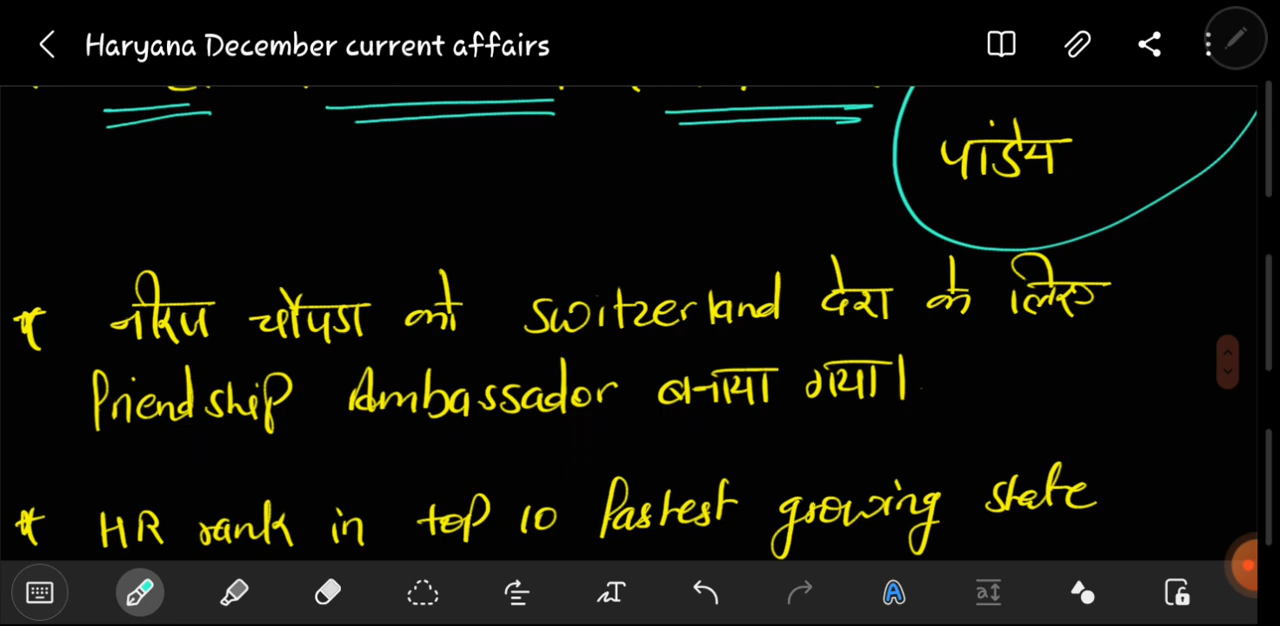 Haryana December current affairs
पांडेय
* नीरज चोपडा को Switzerland देश के लिए
Friendship Ambassador बनाया गया।
* HR rank in top 10 fastest growing state